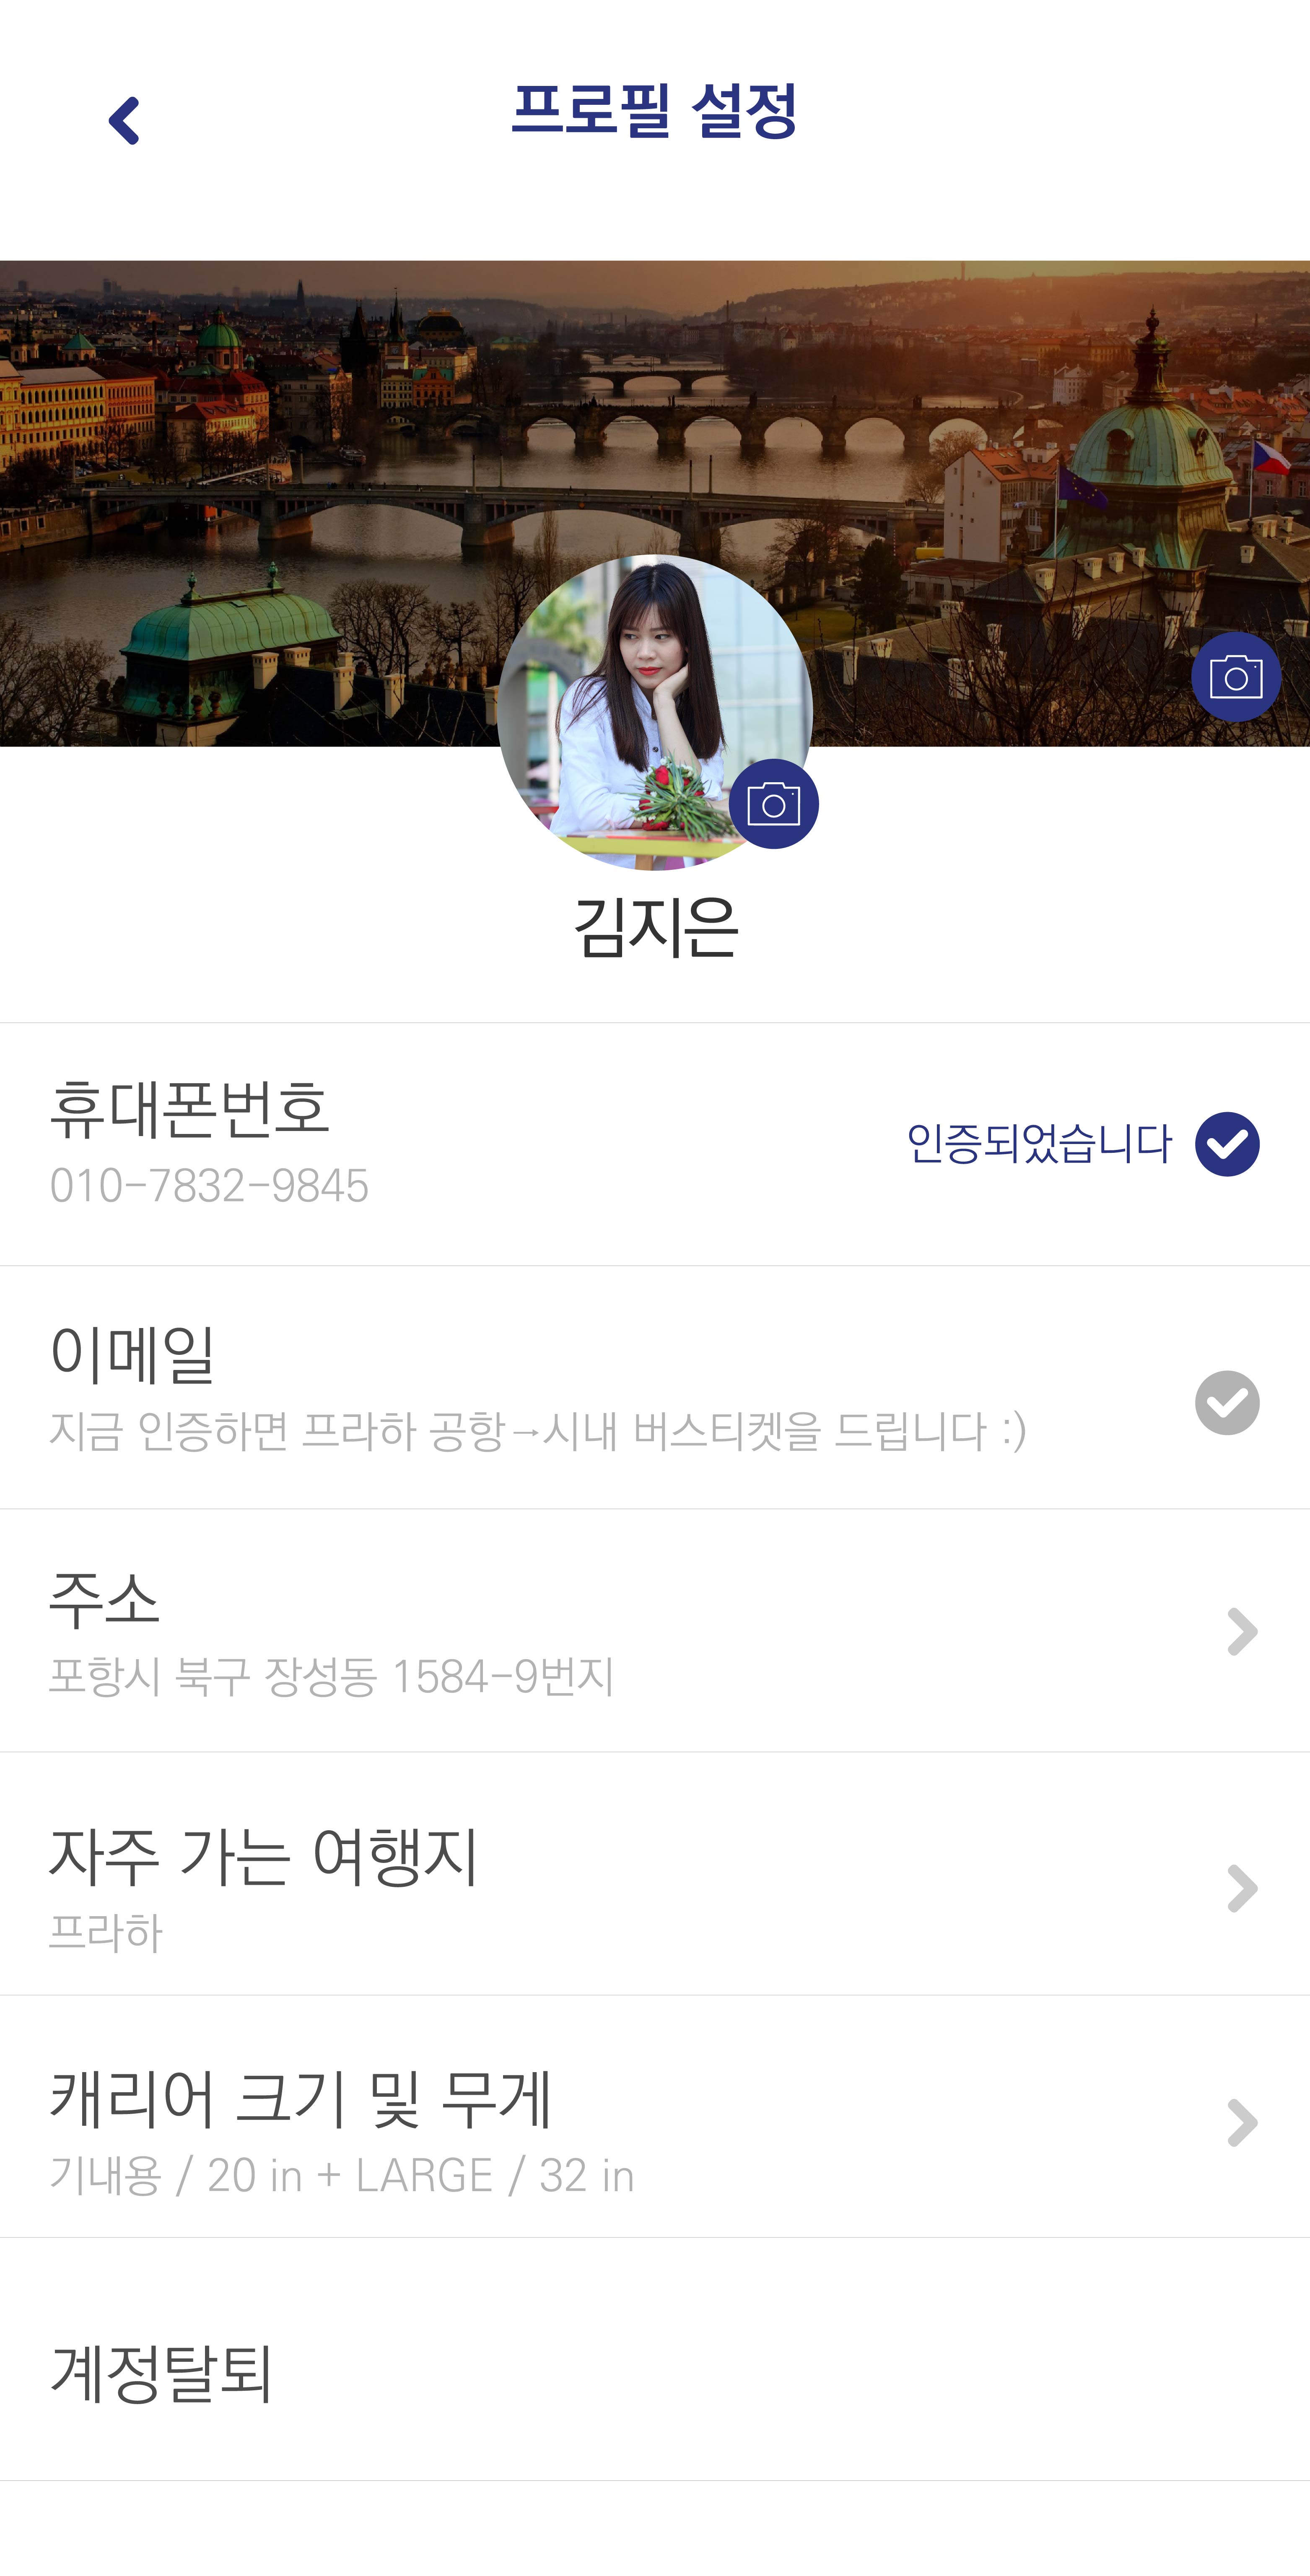 프로필 설정
김지은
휴대폰번호
010-7832-9845
인증되었습니다
이메일
지금 인증하면 프라하 공항→시내 버스티켓을 드립니다 :)
주소
포항시 북구 장성동 1584-9번지
자주 가는 여행지
프라하
캐리어 크기 및 무게
기내용 / 20 in + LARGE / 32 in
계정탈퇴